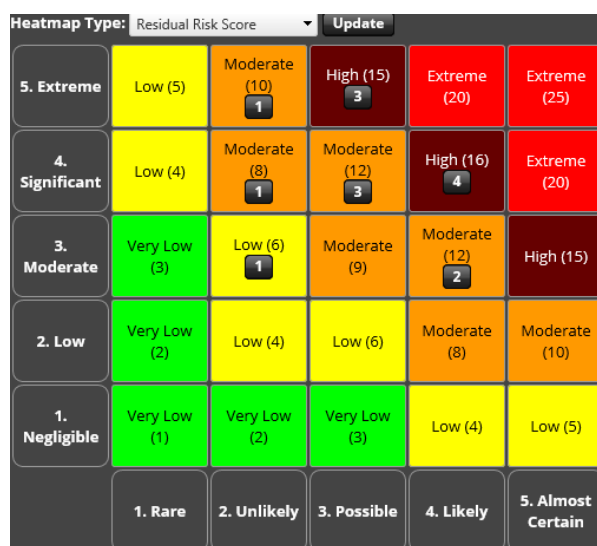 Heatmap Type: Residual Risk Score Update
5. Extreme
Low (5)
Moderate
(10)
1
High (15)
3
Extreme
(20)
Extreme
(25)
4.
Significant
Low (4)
Moderate
(8)
1
Moderate
(12)
3
High (16)
4
Extreme
(20)
3.
Moderate
Very Low
(3)
Low (6)
1
Moderate
(9)
Moderate
(12)
2
High (15)
2. Low
Very Low
(2)
Low (4)
Low (6)
Moderate
(8)
Moderate
(10)
1.
Negligible
Very Low
(1)
Very Low
(2)
Very Low
(3)
Low (4)
Low (5)
1. Rare
2. Unlikely
3. Possible
4. Likely
5. Almost
Certain